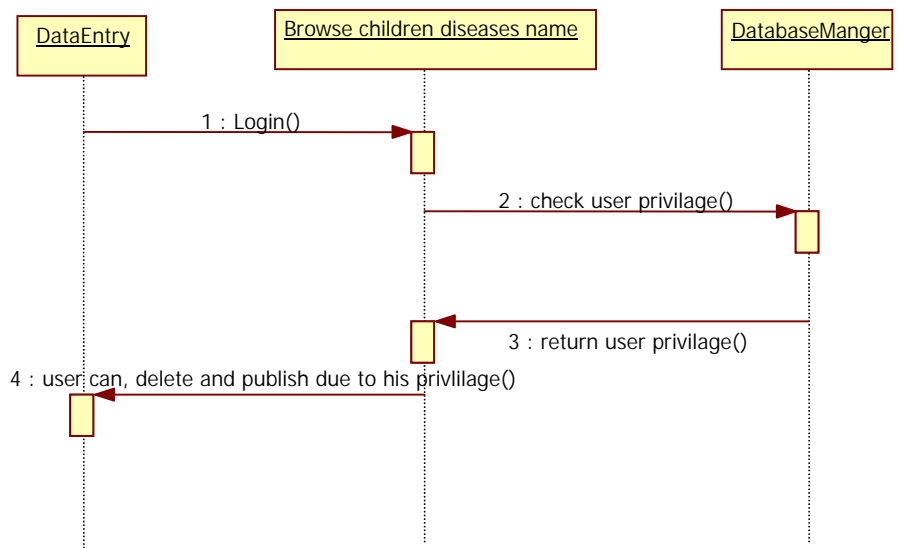 DataEntry
Browse children diseases name
DatabaseManger
1 : Login()
2 : check user privilage()
3 : return user privilage()
4 : user can, delete and publish due to his privlilage()